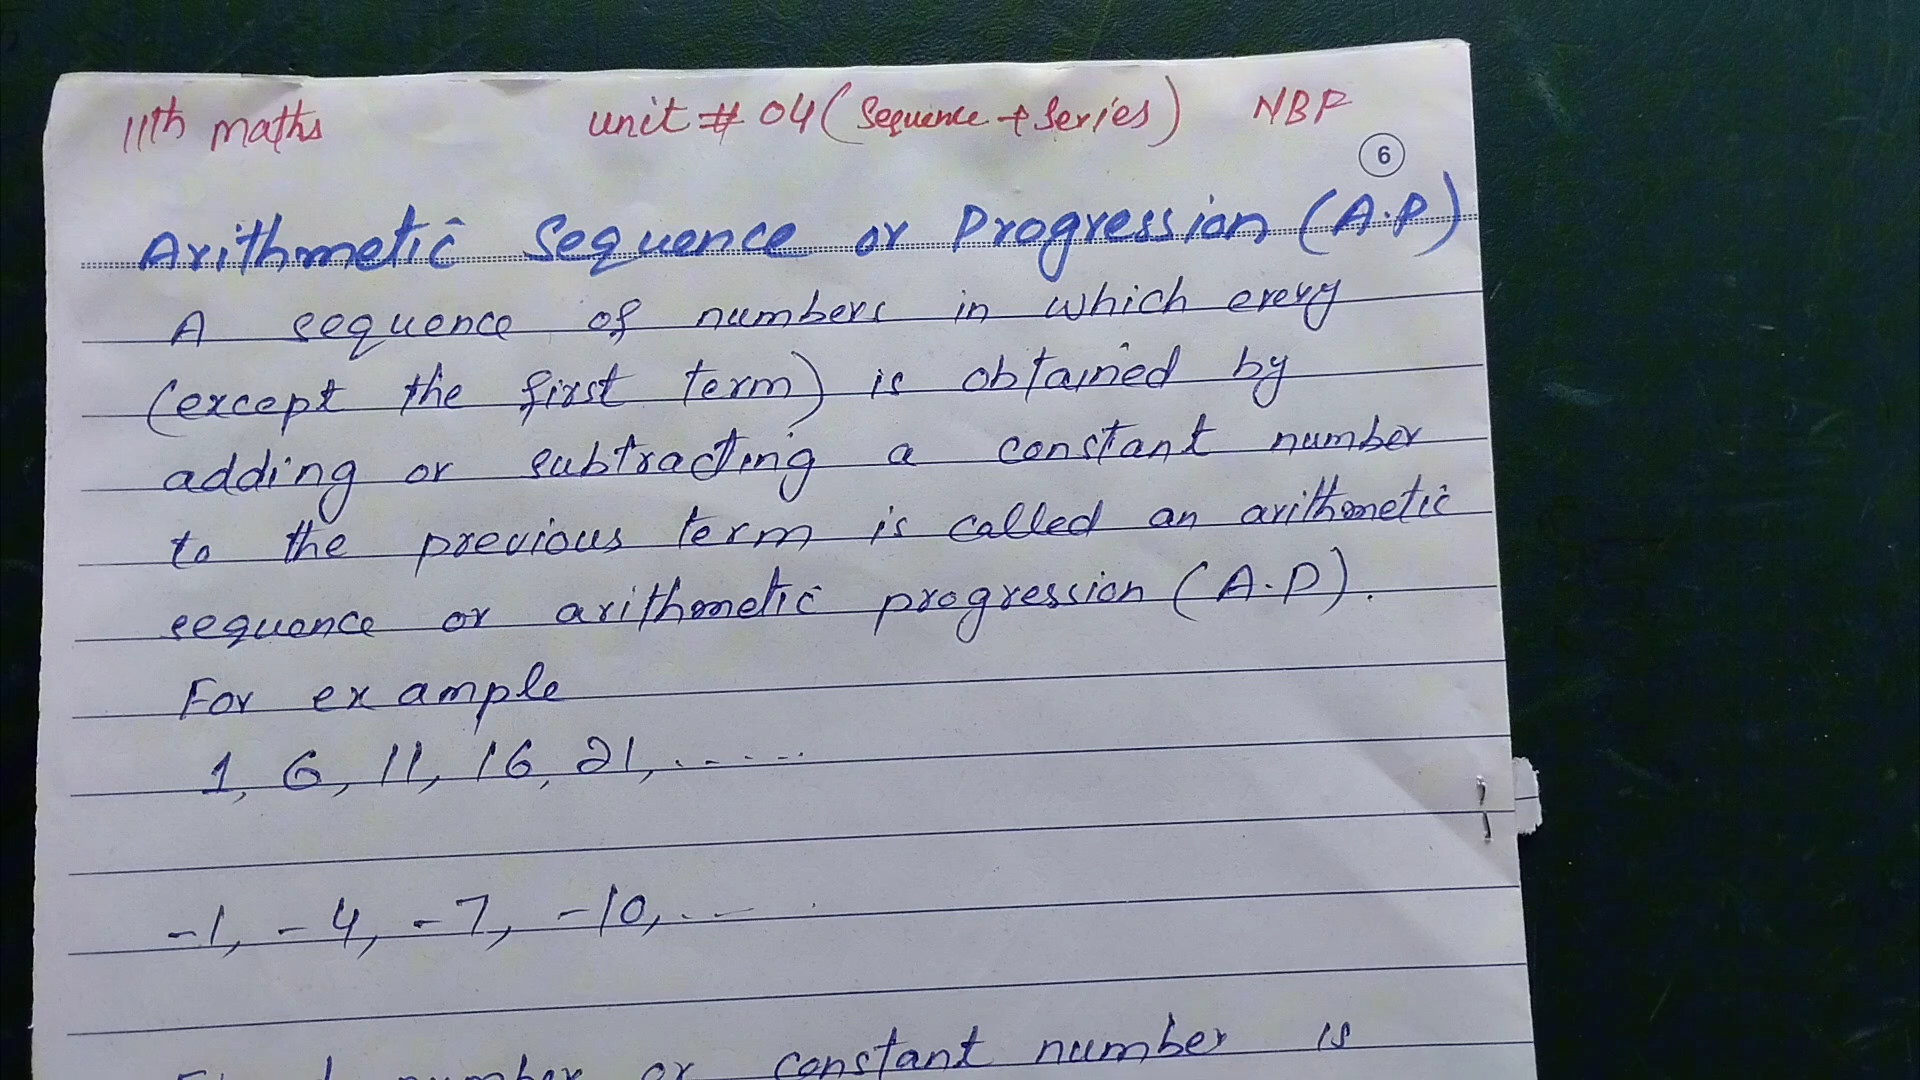 11th maths unit # 04 (Sequence + Series) NBF
6
Arithmetic Sequence or Progression (A.P)
A sequence of numbers in which every
(except the first term) is obtained by
adding or subtracting a constant number
to the previous term is called an arithmetic
sequence or arithmetic progression (A.P).
For example
1, 6, 11, 16, 21, .....
-1, -4, -7, -10, ....
number or constant number is